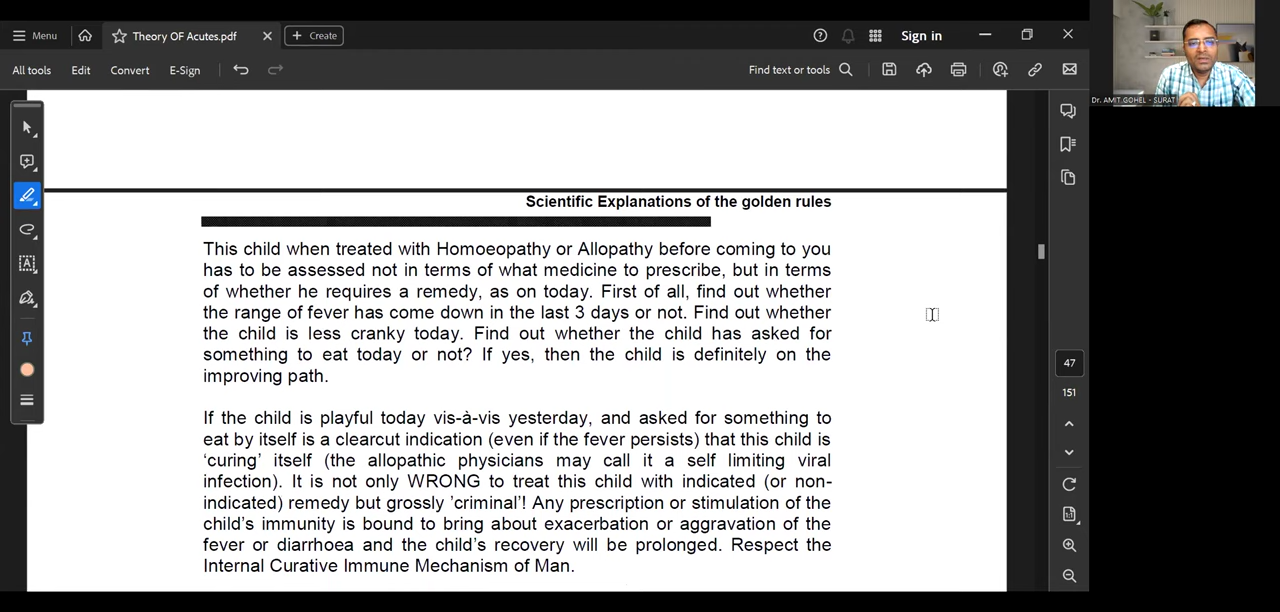 Menu
Theory OF Acutes.pdf
Create
Sign in
All tools
Edit
Convert
E-Sign
Find text or tools
Dr. AMIT GOHEL - SURAT
Scientific Explanations of the golden rules
This child when treated with Homoeopathy or Allopathy before coming to you
has to be assessed not in terms of what medicine to prescribe, but in terms
of whether he requires a remedy, as on today. First of all, find out whether
the range of fever has come down in the last 3 days or not. Find out whether
the child is less cranky today. Find out whether the child has asked for
something to eat today or not? If yes, then the child is definitely on the
improving path.
If the child is playful today vis-à-vis yesterday, and asked for something to
eat by itself is a clearcut indication (even if the fever persists) that this child is
‘curing’ itself (the allopathic physicians may call it a self limiting viral
infection). It is not only WRONG to treat this child with indicated (or non-
indicated) remedy but grossly ’criminal’! Any prescription or stimulation of the
child’s immunity is bound to bring about exacerbation or aggravation of the
fever or diarrhoea and the child’s recovery will be prolonged. Respect the
Internal Curative Immune Mechanism of Man.
47
151
1:1